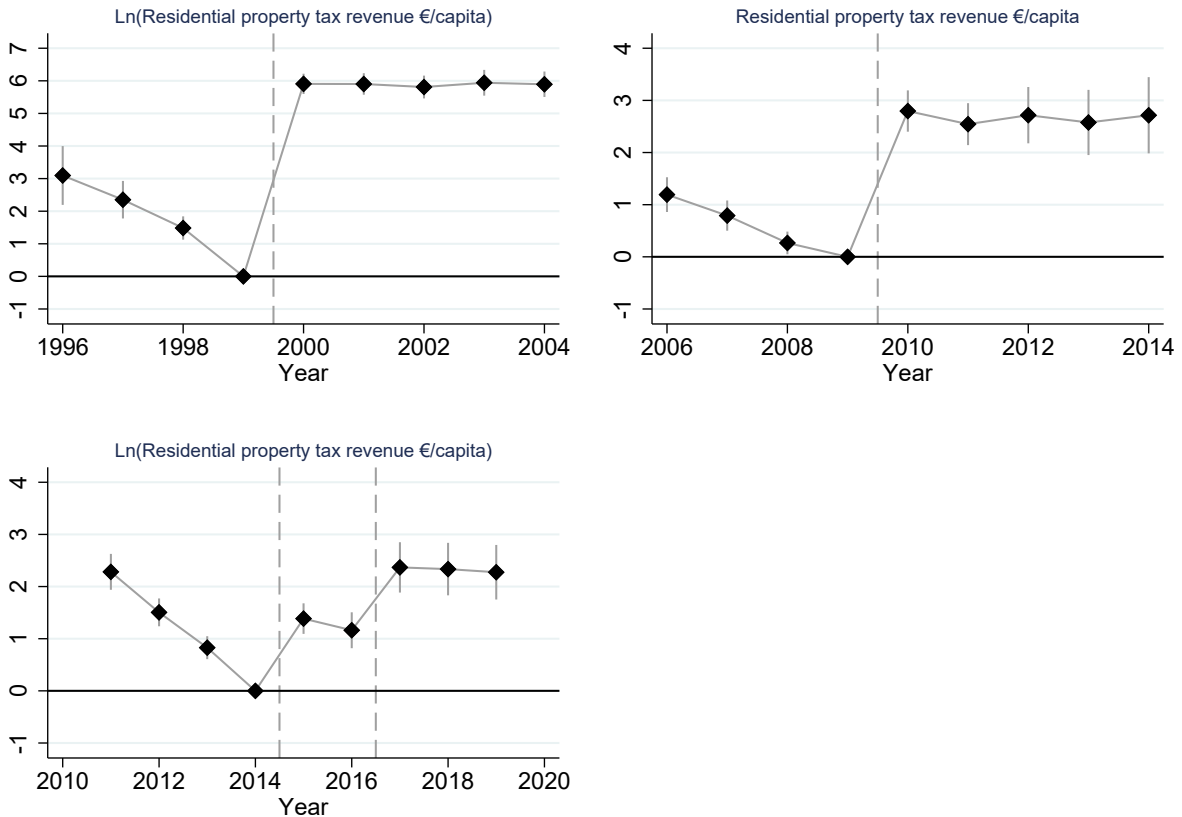 Ln(Residential property tax revenue €/capita)
7
6
5
4
3
2
1
0
-1
1996 1998 2000 2002 2004
Year
Residential property tax revenue €/capita
4
3
2
1
0
-1
2006 2008 2010 2012 2014
Year
Ln(Residential property tax revenue €/capita)
4
3
2
1
0
-1
2010 2012 2014 2016 2018 2020
Year